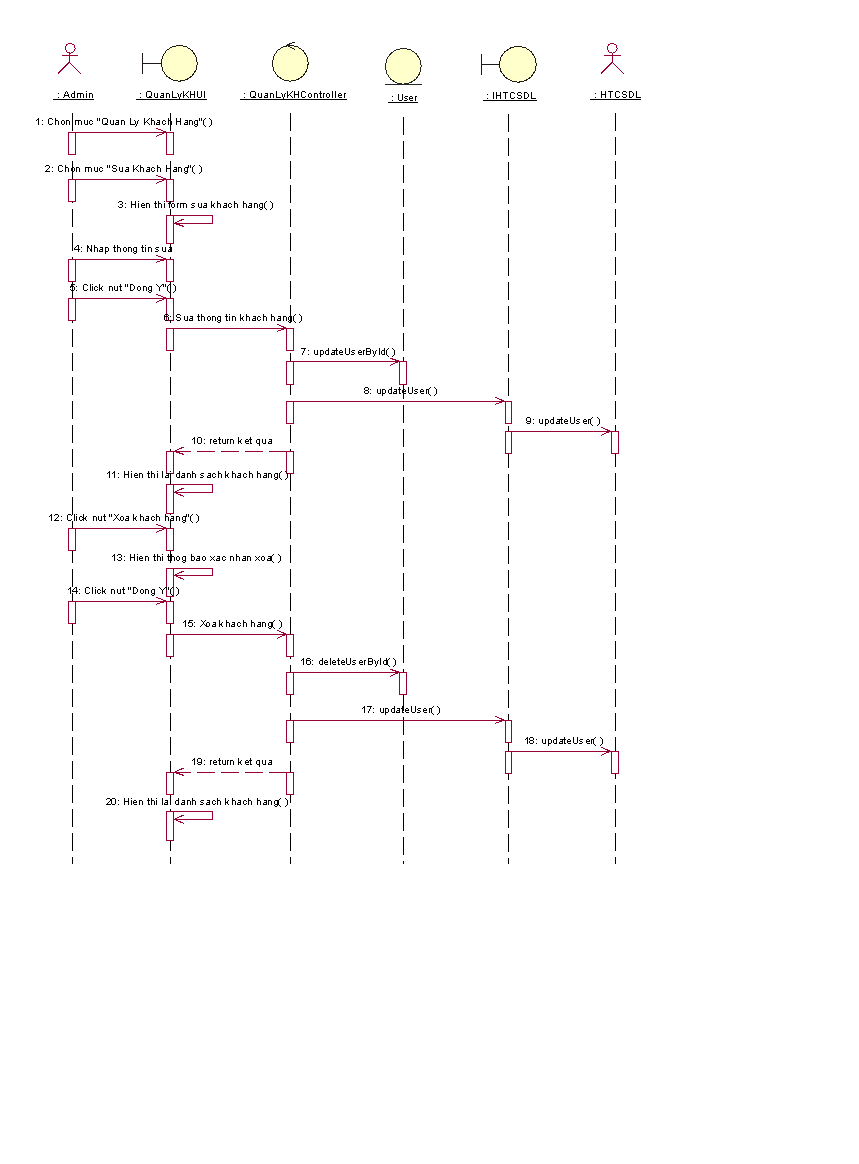 : Admin
: QuanLyKHUI
: QuanLyKHController
: User
: IHTCSDL
: HTCSDL
1: Chon muc "Quan Ly Khach Hang"( )
2: Chon muc "Sua Khach Hang"( )
3: Hien thi form sua khach hang( )
4: Nhap thong tin sua
5: Click nut "Dong Y"( )
6: Sua thong tin khach hang( )
7: updateUserById( )
8: updateUser( )
9: updateUser( )
10: return ket qua
11: Hien thi lai danh sach khach hang( )
12: Click nut "Xoa khach hang"( )
13: Hien thi thog bao xac nhan xoa( )
14: Click nut "Dong Y"( )
15: Xoa khach hang( )
16: deleteUserById( )
17: updateUser( )
18: updateUser( )
19: return ket qua
20: Hien thi lai danh sach khach hang( )